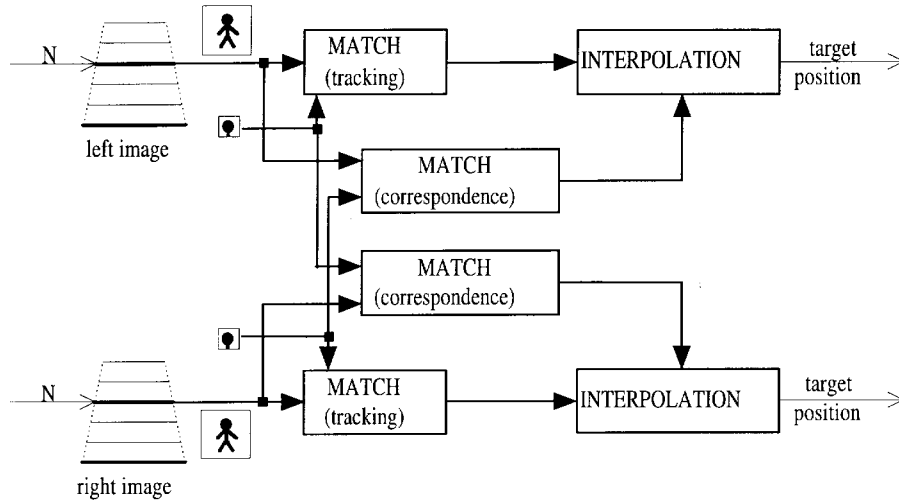 N
left image
MATCH
(tracking)
INTERPOLATION
target
position
MATCH
(correspondence)
MATCH
(correspondence)
N
right image
MATCH
(tracking)
INTERPOLATION
target
position